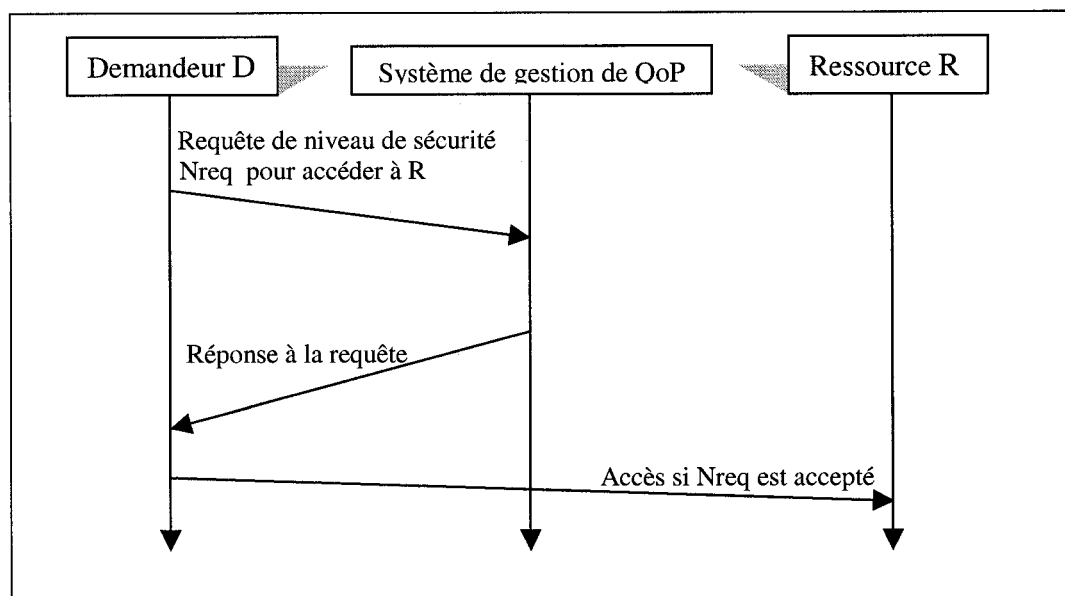 Demandeur D
Système de gestion de QoP
Ressource R
Requête de niveau de sécurité
Nreq pour accéder à R
Réponse à la requête
Accès si Nreq est accepté